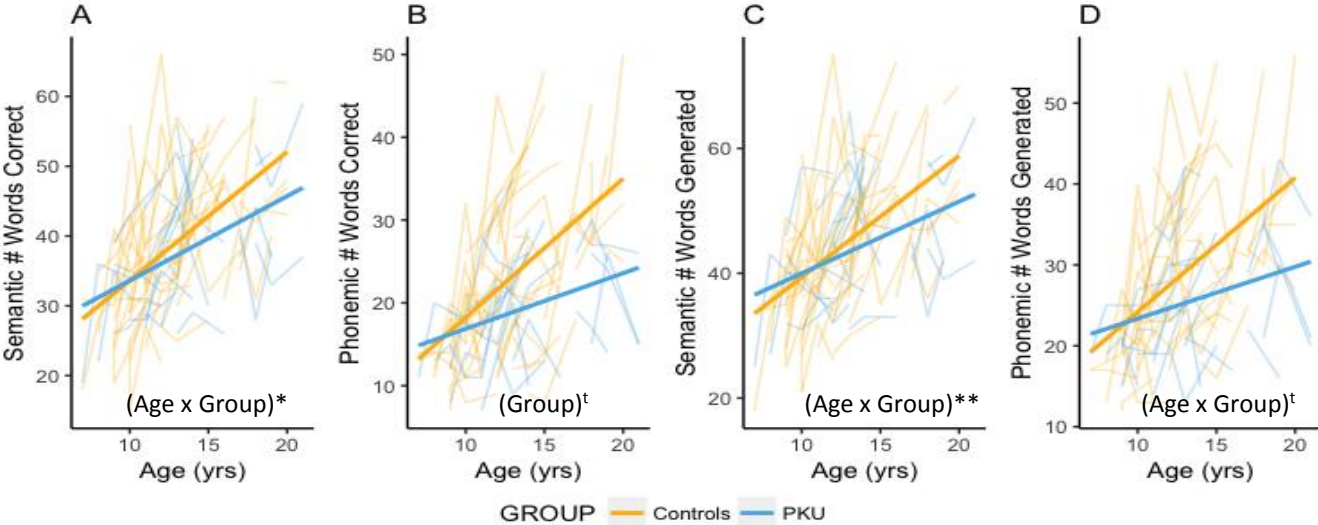 A
Semantic # Words Correct
60
50
40
30
20
(Age x Group)*
10 15 20
Age (yrs)
B
Phonemic # Words Correct
50
40
30
20
10
(Group)ᵗ
10 15 20
Age (yrs)
C
Semantic # Words Generated
60
40
20
(Age x Group)**
10 15 20
Age (yrs)
D
Phonemic # Words Generated
50
40
30
20
10
(Age x Group)ᵗ
10 15 20
Age (yrs)
GROUP Controls PKU